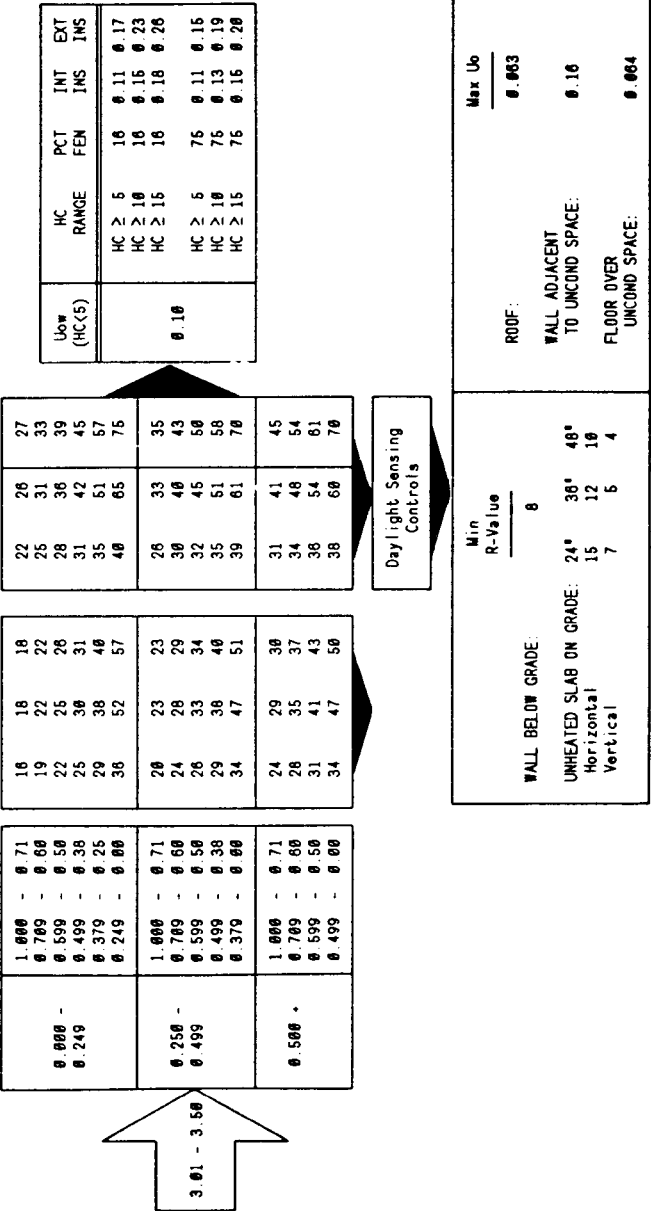 3.01 - 3.50
0.000 -
0.249
1.000 - 0.71 16 18 18 22 26 27
0.709 - 0.60 19 22 22 25 31 33
0.599 - 0.50 22 25 26 28 36 39
0.499 - 0.38 25 30 31 31 42 45
0.379 - 0.25 29 38 40 35 51 57
0.249 - 0.00 36 52 57 40 65 75
0.250 -
0.499
1.000 - 0.71 20 23 23 26 33 35
0.709 - 0.60 24 28 29 30 40 43
0.599 - 0.50 26 33 34 32 45 50
0.499 - 0.38 29 38 40 35 51 58
0.379 - 0.00 34 47 51 39 61 70
0.500 +
1.000 - 0.71 24 29 30 31 41 45
0.709 - 0.60 28 35 37 34 48 54
0.599 - 0.50 31 41 43 36 54 61
0.499 - 0.00 34 47 50 38 60 70
Uow HC PCT INT EXT
(HC<5) RANGE FEN INS INS
0.10
HC ≥ 5 16 0.11 0.17
HC ≥ 10 16 0.15 0.23
HC ≥ 15 16 0.18 0.26
HC ≥ 5 75 0.11 0.15
HC ≥ 10 75 0.13 0.19
HC ≥ 15 75 0.16 0.20
Daylight Sensing
Controls
Min
R-Value
WALL BELOW GRADE: 8
UNHEATED SLAB ON GRADE: 24" 36" 48"
Horizontal 15 12 10
Vertical 7 5 4
Max Uo
ROOF: 0.063
WALL ADJACENT
TO UNCOND SPACE: 0.16
FLOOR OVER
UNCOND SPACE: 0.064